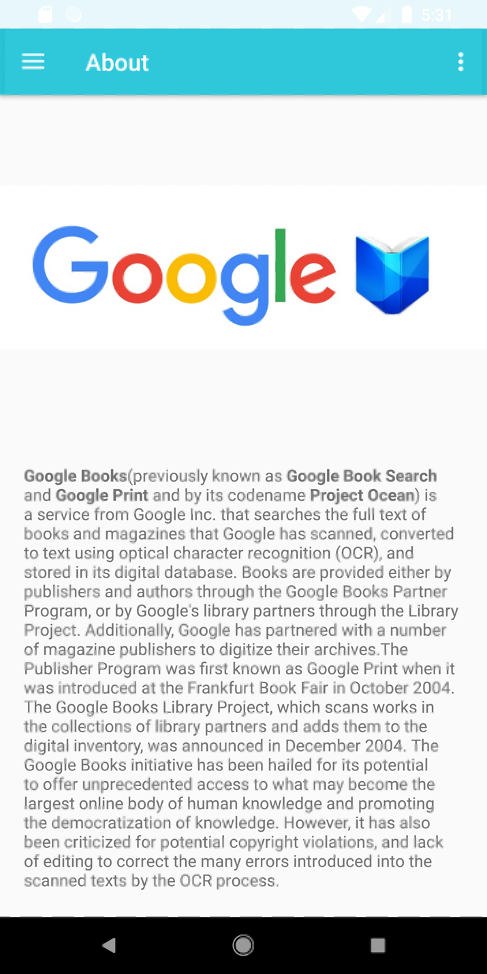 5:31
About
Google
Google Books(previously known as Google Book Search
and Google Print and by its codename Project Ocean) is
a service from Google Inc. that searches the full text of
books and magazines that Google has scanned, converted
to text using optical character recognition (OCR), and
stored in its digital database. Books are provided either by
publishers and authors through the Google Books Partner
Program, or by Google's library partners through the Library
Project. Additionally, Google has partnered with a number
of magazine publishers to digitize their archives.The
Publisher Program was first known as Google Print when it
was introduced at the Frankfurt Book Fair in October 2004.
The Google Books Library Project, which scans works in
the collections of library partners and adds them to the
digital inventory, was announced in December 2004. The
Google Books initiative has been hailed for its potential
to offer unprecedented access to what may become the
largest online body of human knowledge and promoting
the democratization of knowledge. However, it has also
been criticized for potential copyright violations, and lack
of editing to correct the many errors introduced into the
scanned texts by the OCR process.